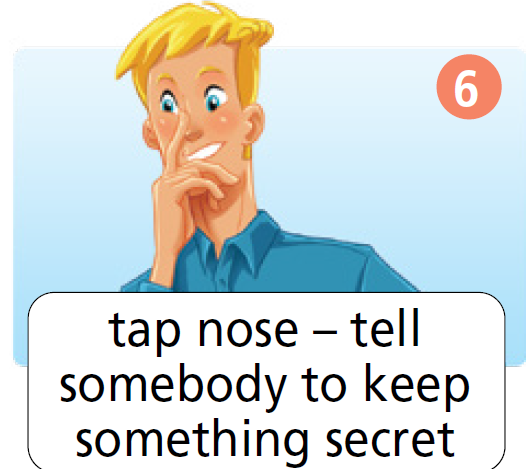 6
tap nose – tell
somebody to keep
something secret